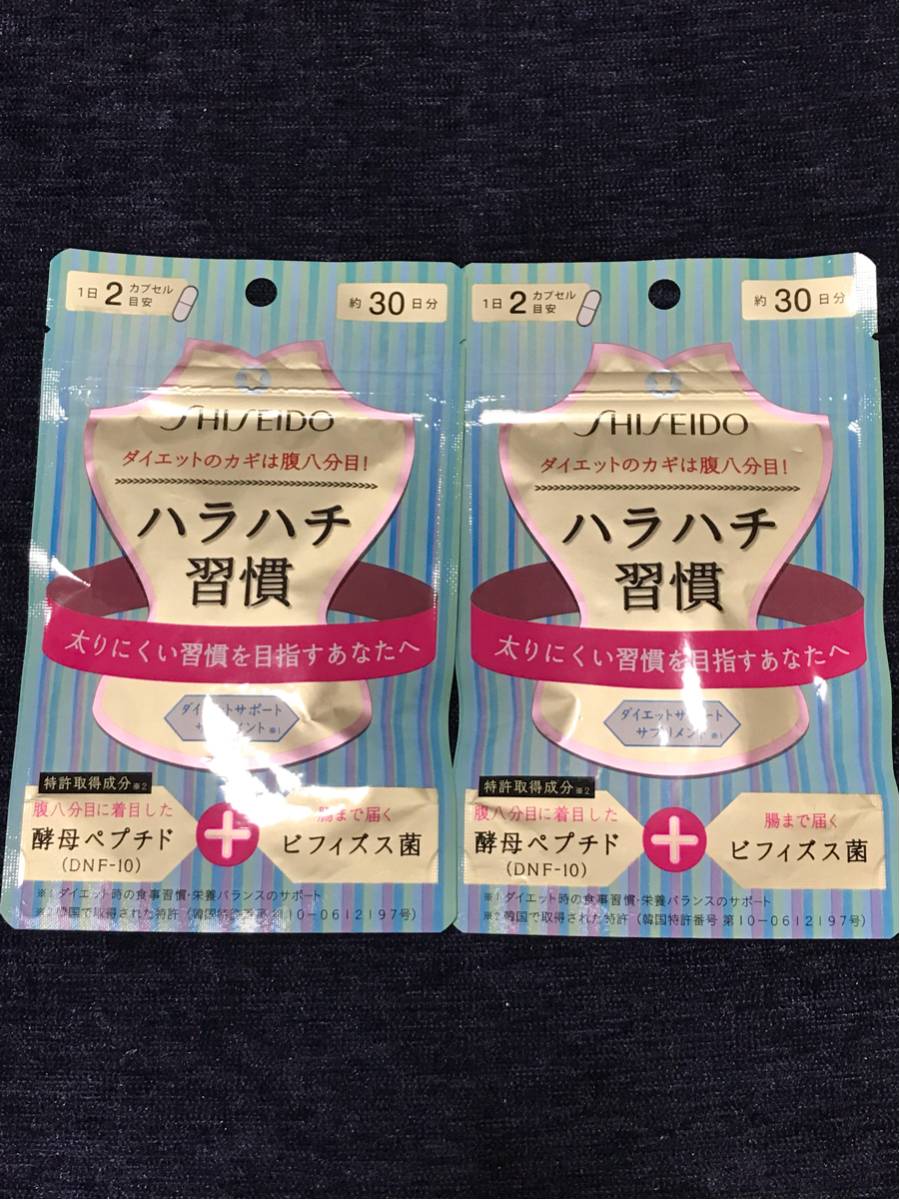 1日2カプセル目安
約30日分
SHISEIDO
ダイエットのカギは腹八分目!
ハラハチ
習慣
太りにくい習慣を目指すあなたへ
ダイエットサポート
サプリメント※1
特許取得成分※2
腹八分目に着目した
酵母ペプチド
(DNF-10)
+
腸まで届く
ビフィズス菌
※1 ダイエット時の食事習慣・栄養バランスのサポート
※2 韓国で取得された特許(韓国特許番号 第10-0612197号)
1日2カプセル目安
約30日分
SHISEIDO
ダイエットのカギは腹八分目!
ハラハチ
習慣
太りにくい習慣を目指すあなたへ
ダイエットサポート
サプリメント※1
特許取得成分※2
腹八分目に着目した
酵母ペプチド
(DNF-10)
+
腸まで届く
ビフィズス菌
※1 ダイエット時の食事習慣・栄養バランスのサポート
※2 韓国で取得された特許(韓国特許番号 第10-0612197号)